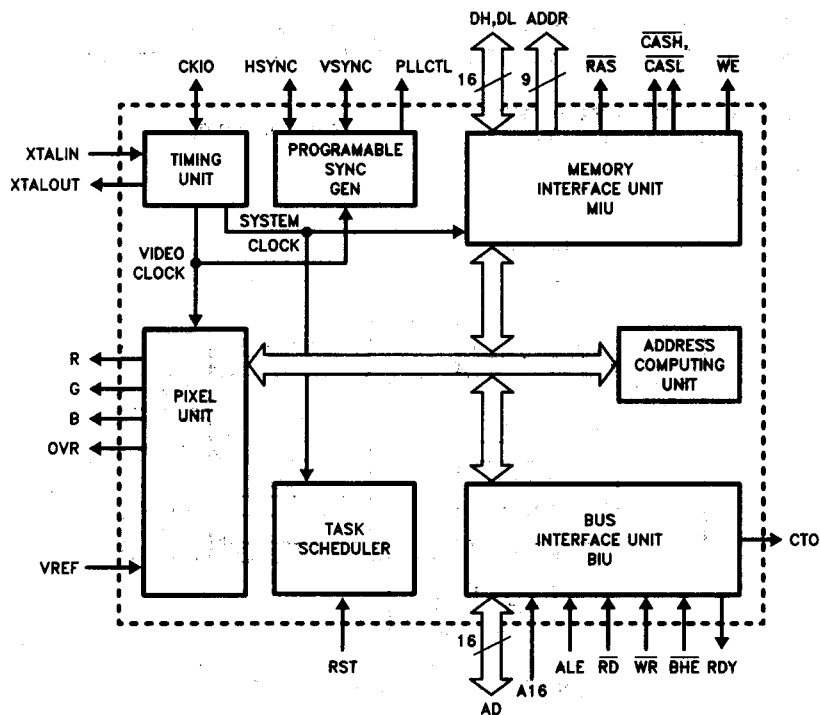 DH,DL ADDR
CASH,
CKIO HSYNC VSYNC PLLCTL 16 9 RAS CASL WE
XTALIN
XTALOUT
TIMING
UNIT
PROGRAMABLE
SYNC
GEN
MEMORY
INTERFACE UNIT
MIU
SYSTEM
CLOCK
VIDEO
CLOCK
R
G
B
OVR
PIXEL
UNIT
ADDRESS
COMPUTING
UNIT
TASK
SCHEDULER
BUS
INTERFACE UNIT
BIU
CTO
VREF
16
RST A16 ALE RD WR BHE RDY
AD